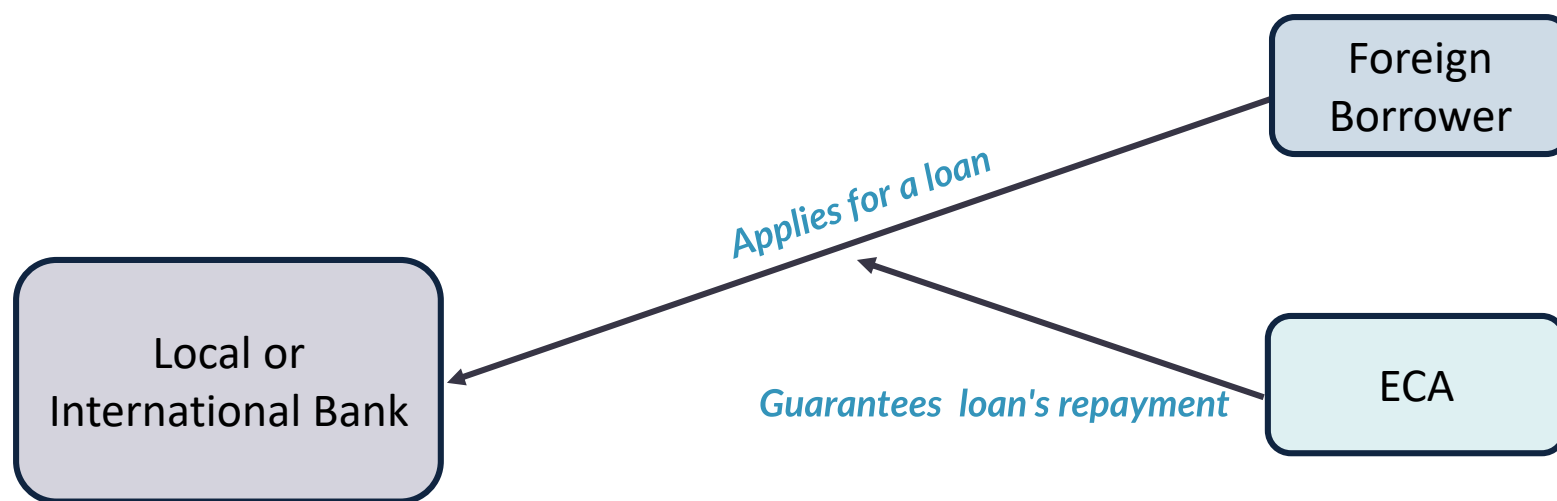 Foreign
Borrower
Applies for a loan
Local or
International Bank
Guarantees  loan's repayment
ECA